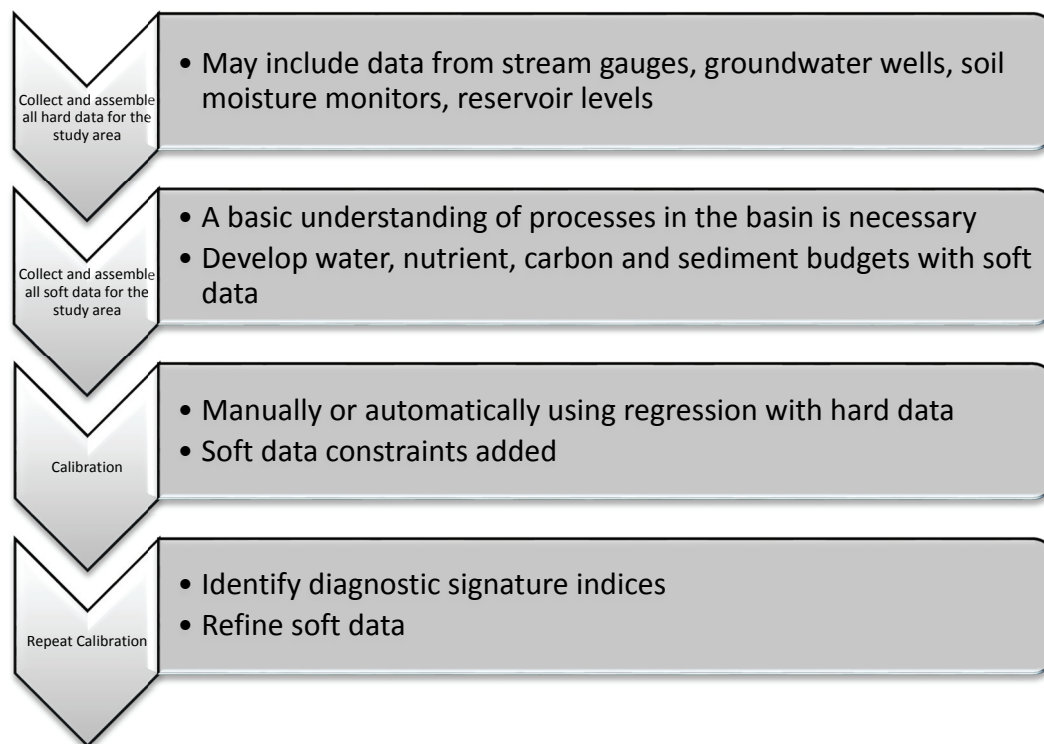 Collect and assemble
all hard data for the
study area
• May include data from stream gauges, groundwater wells, soil
moisture monitors, reservoir levels
Collect and assemble
all soft data for the
study area
• A basic understanding of processes in the basin is necessary
• Develop water, nutrient, carbon and sediment budgets with soft
data
Calibration
• Manually or automatically using regression with hard data
• Soft data constraints added
Repeat Calibration
• Identify diagnostic signature indices
• Refine soft data